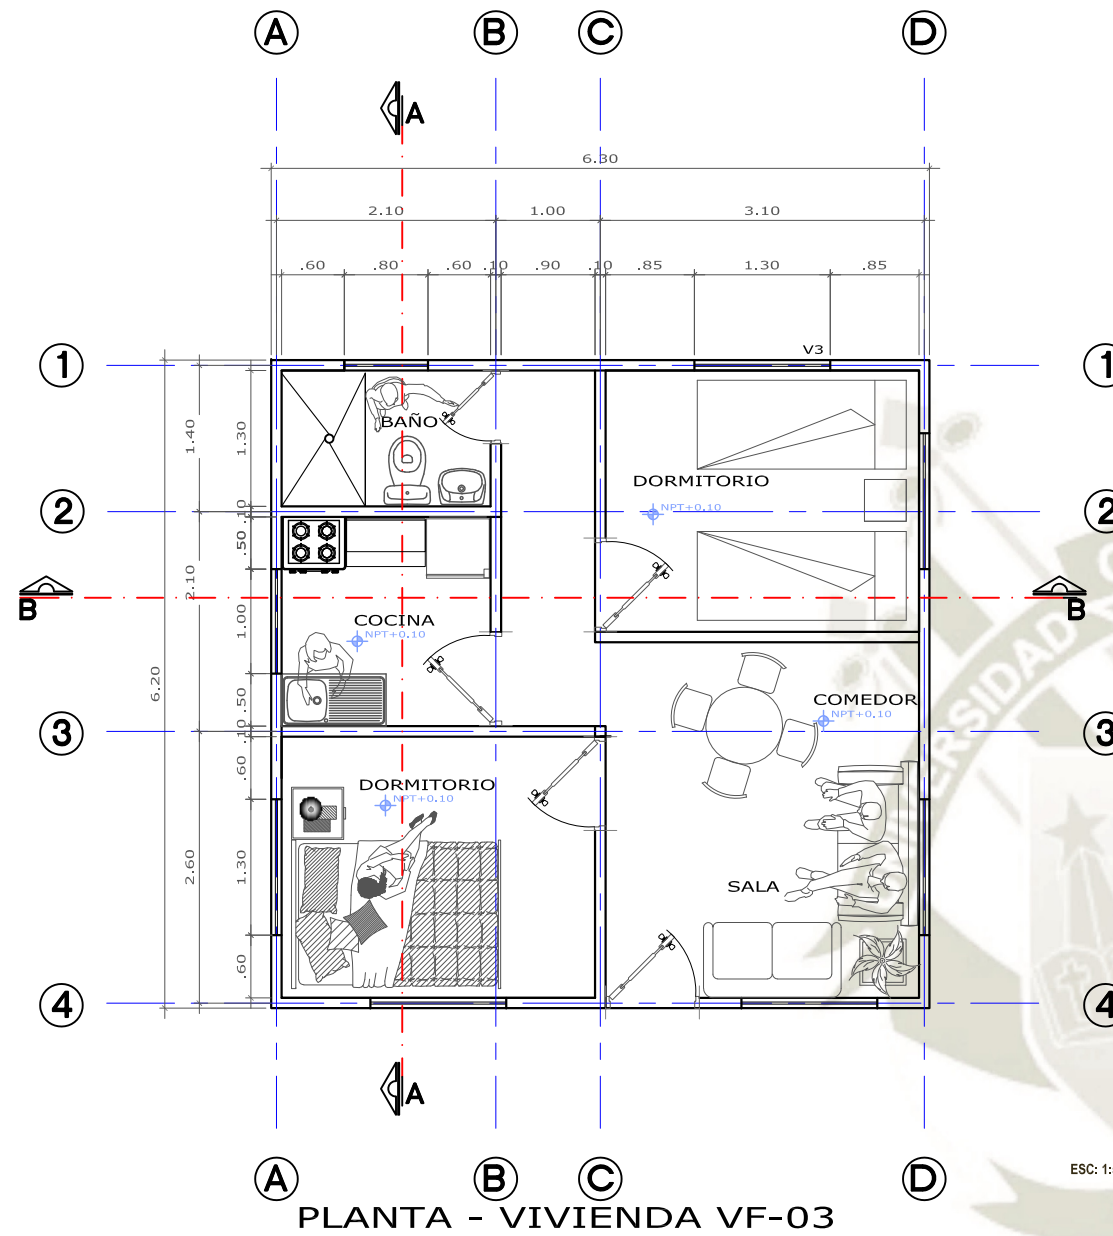 A B C D
A
6.30
2.10 1.00 3.10
.60 .80 .60 .10 .90 .10 .85 1.30 .85
V3
1 1
BAÑO
1.40 1.30
DORMITORIO
NPT+0.10
2 2
.10
.50
2.10
B B
1.00
COCINA
NPT+0.10
6.20
.50
COMEDOR
NPT+0.10
3 3
.10
.60
DORMITORIO
NPT+0.10
2.60 1.30
SALA
.60
4 4
A
ESC: 1:
A B C D
PLANTA - VIVIENDA VF-03